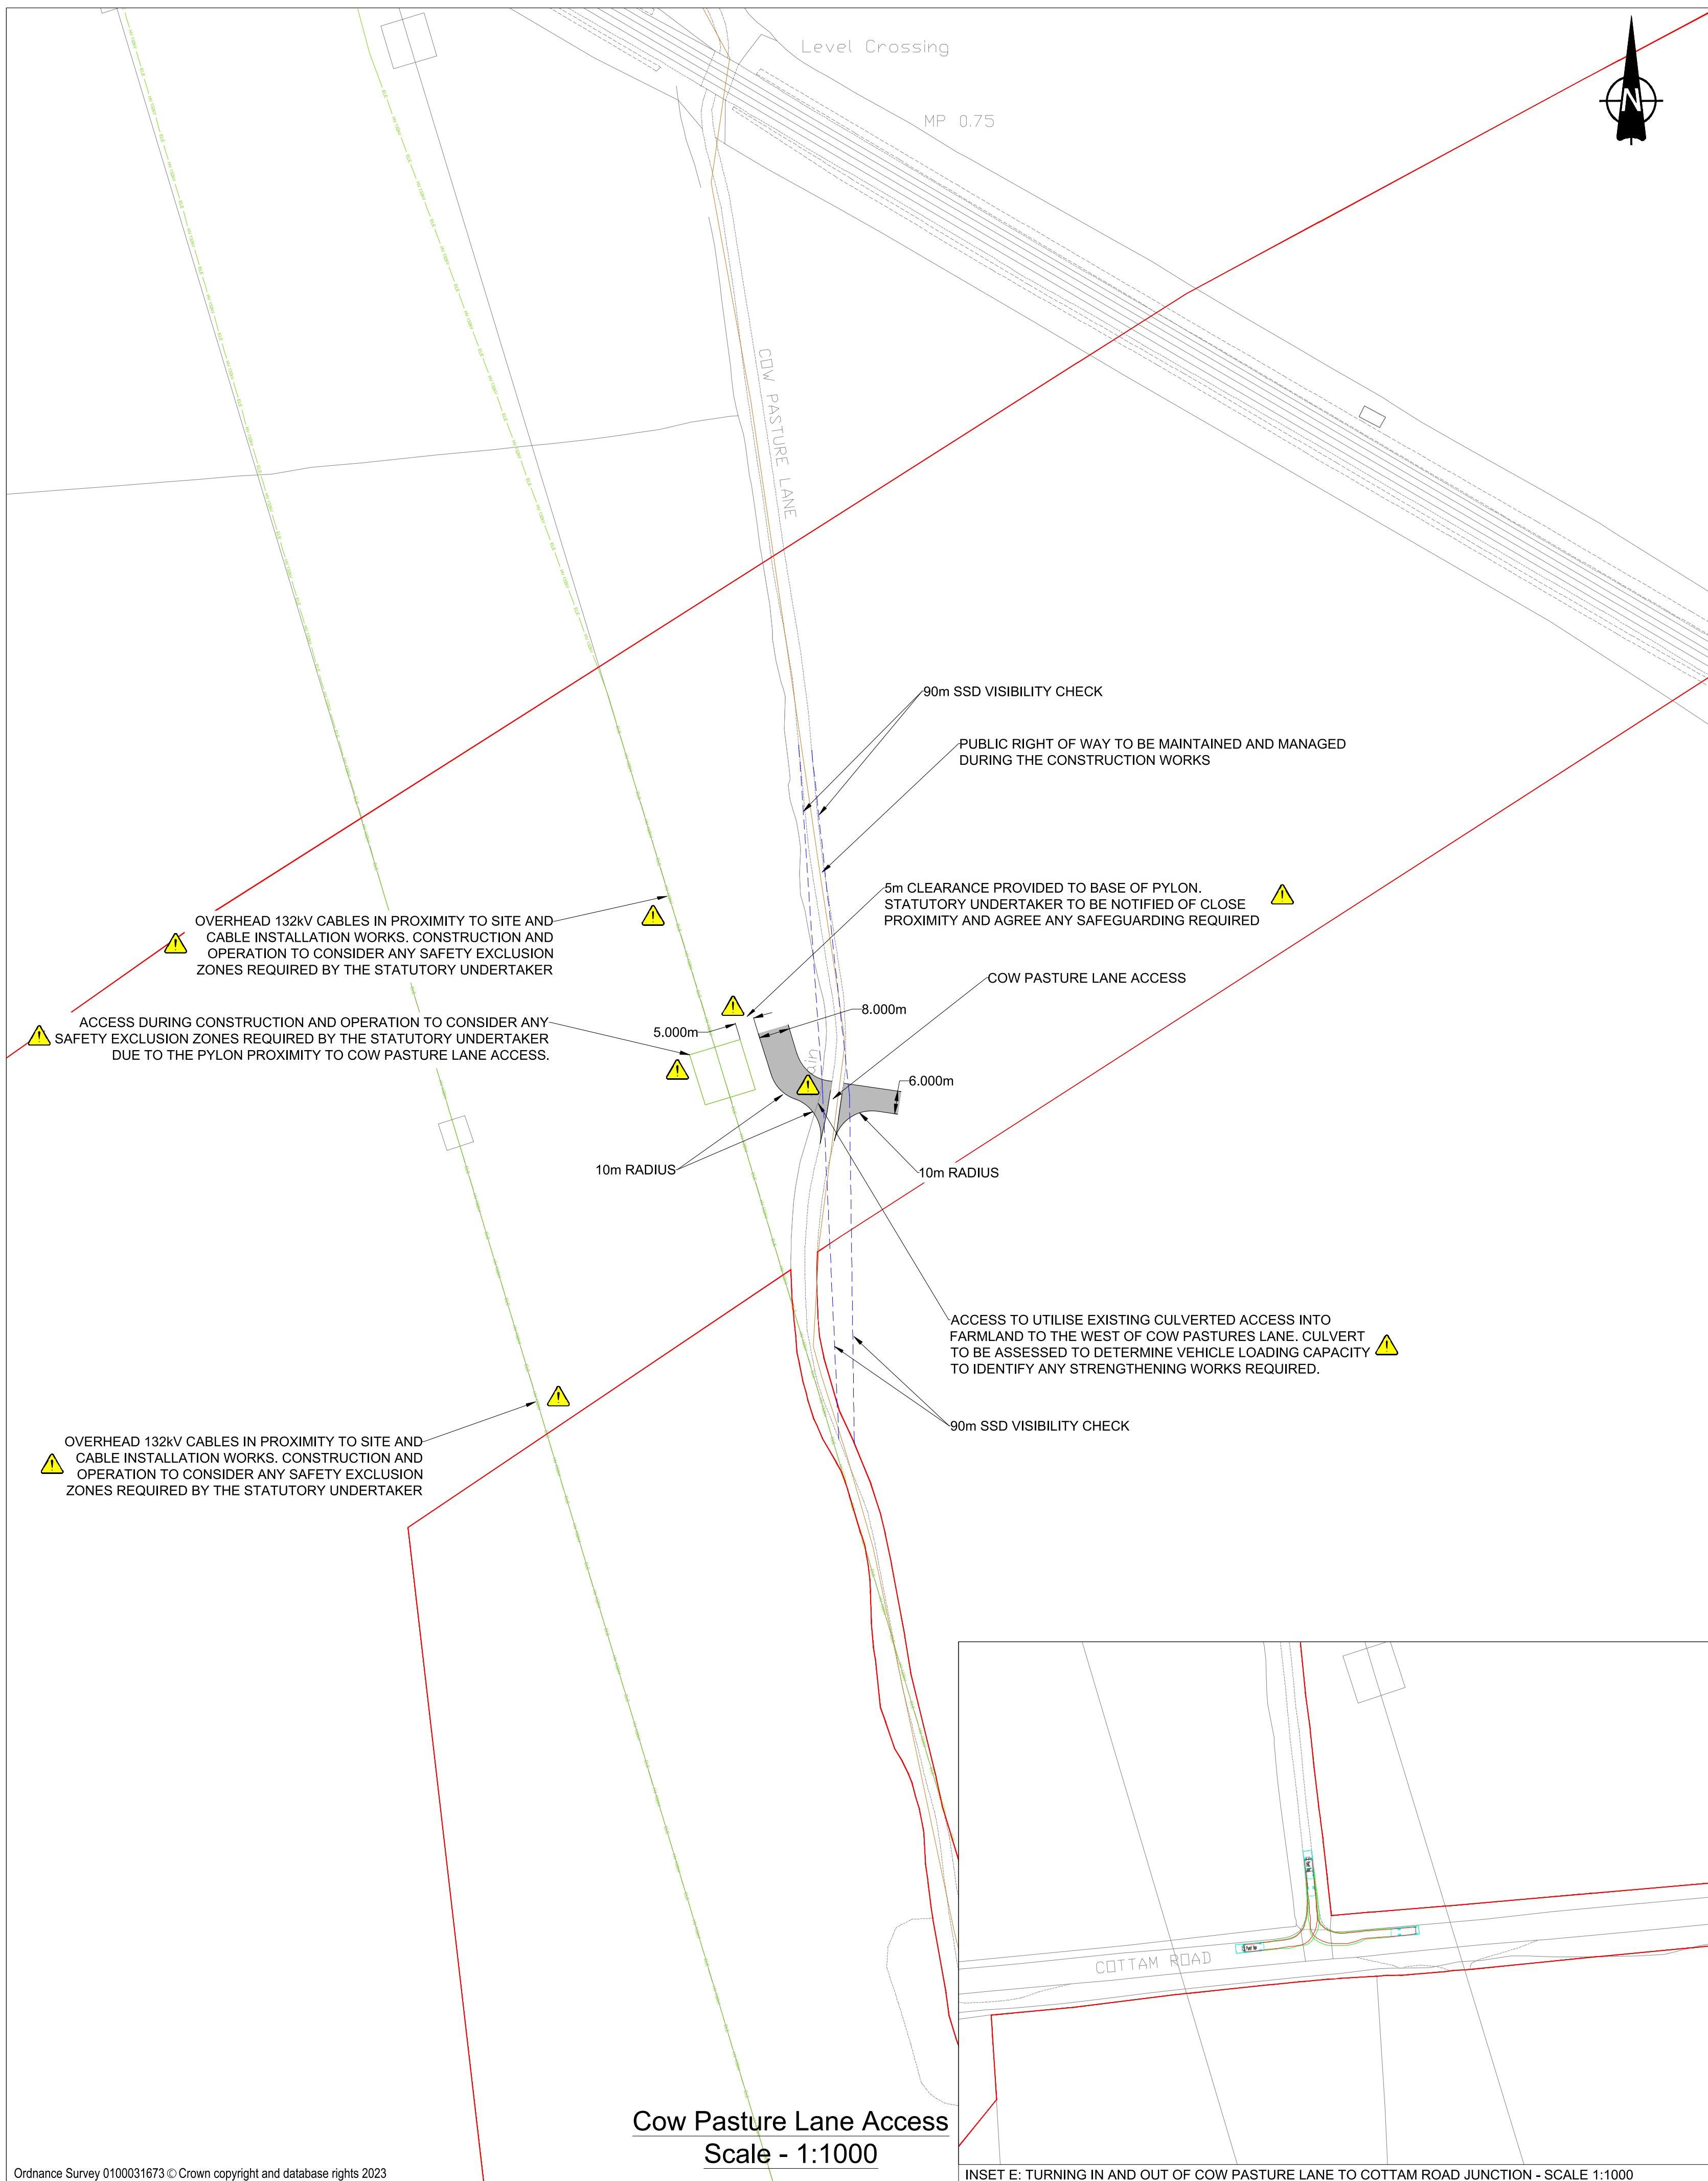 Level Crossing
N
MP 0.75
COW PASTURE LANE
90m SSD VISIBILITY CHECK
PUBLIC RIGHT OF WAY TO BE MAINTAINED AND MANAGED
DURING THE CONSTRUCTION WORKS
5m CLEARANCE PROVIDED TO BASE OF PYLON.
STATUTORY UNDERTAKER TO BE NOTIFIED OF CLOSE
PROXIMITY AND AGREE ANY SAFEGUARDING REQUIRED
OVERHEAD 132kV CABLES IN PROXIMITY TO SITE AND
CABLE INSTALLATION WORKS. CONSTRUCTION AND
OPERATION TO CONSIDER ANY SAFETY EXCLUSION
ZONES REQUIRED BY THE STATUTORY UNDERTAKER
COW PASTURE LANE ACCESS
8.000m
ACCESS DURING CONSTRUCTION AND OPERATION TO CONSIDER ANY
SAFETY EXCLUSION ZONES REQUIRED BY THE STATUTORY UNDERTAKER
DUE TO THE PYLON PROXIMITY TO COW PASTURE LANE ACCESS.
5.000m
6.000m
10m RADIUS
10m RADIUS
ACCESS TO UTILISE EXISTING CULVERTED ACCESS INTO
FARMLAND TO THE WEST OF COW PASTURES LANE. CULVERT
TO BE ASSESSED TO DETERMINE VEHICLE LOADING CAPACITY
TO IDENTIFY ANY STRENGTHENING WORKS REQUIRED.
90m SSD VISIBILITY CHECK
OVERHEAD 132kV CABLES IN PROXIMITY TO SITE AND
CABLE INSTALLATION WORKS. CONSTRUCTION AND
OPERATION TO CONSIDER ANY SAFETY EXCLUSION
ZONES REQUIRED BY THE STATUTORY UNDERTAKER
COTTAM ROAD
Cow Pasture Lane Access
Scale - 1:1000
Ordnance Survey 0100031673 © Crown copyright and database rights 2023
INSET E: TURNING IN AND OUT OF COW PASTURE LANE TO COTTAM ROAD JUNCTION - SCALE 1:1000